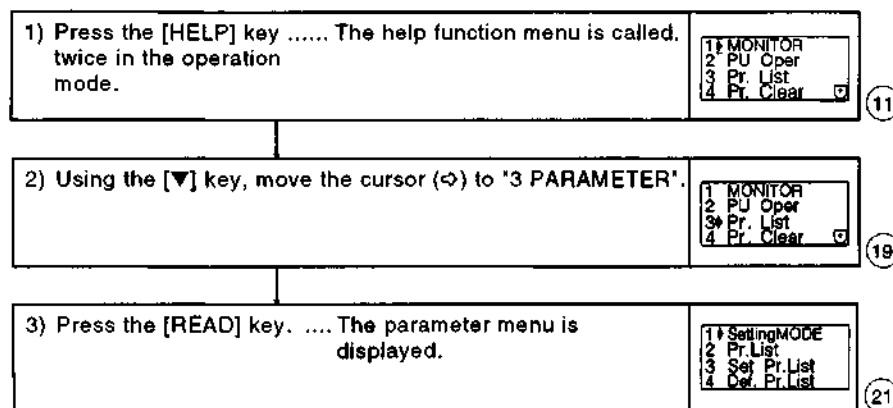 1) Press the [HELP] key ...... The help function menu is called.
twice in the operation
mode.
1 MONITOR
2 PU Oper
3 Pr. List
4 Pr. Clear
11
2) Using the [▼] key, move the cursor (⇨) to "3 PARAMETER".
1 MONITOR
2 PU Oper
3 Pr. List
4 Pr. Clear
19
3) Press the [READ] key. .... The parameter menu is
displayed.
1 SettingMODE
2 Pr.List
3 Set Pr.List
4 Def. Pr.List
21